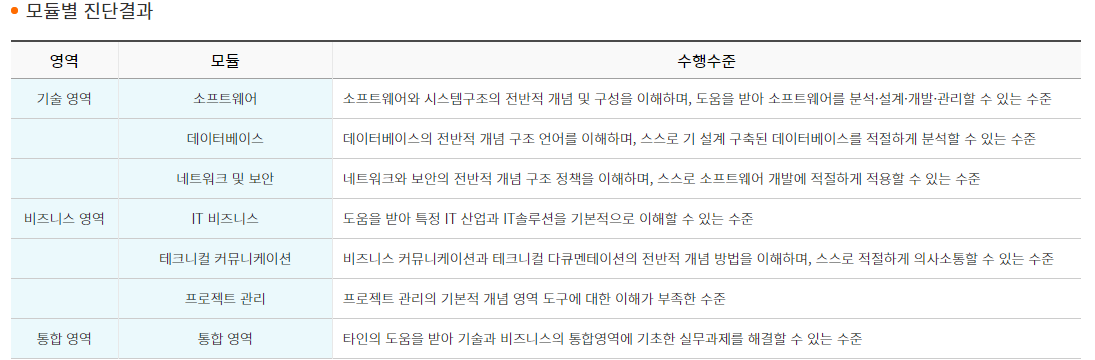 모듈별 진단결과
영역 모듈 수행수준
기술 영역 소프트웨어 소프트웨어와 시스템구조의 전반적 개념 및 구성을 이해하며, 도움을 받아 소프트웨어를 분석·설계·개발·관리할 수 있는 수준
데이터베이스 데이터베이스의 전반적 개념 구조 언어를 이해하며, 스스로 기 설계 구축된 데이터베이스를 적절하게 분석할 수 있는 수준
네트워크 및 보안 네트워크와 보안의 전반적 개념 구조 정책을 이해하며, 스스로 소프트웨어 개발에 적절하게 적용할 수 있는 수준
비즈니스 영역 IT 비즈니스 도움을 받아 특정 IT 산업과 IT솔루션을 기본적으로 이해할 수 있는 수준
테크니컬 커뮤니케이션 비즈니스 커뮤니케이션과 테크니컬 다큐멘테이션의 전반적 개념 방법을 이해하며, 스스로 적절하게 의사소통할 수 있는 수준
프로젝트 관리 프로젝트 관리의 기본적 개념 영역 도구에 대한 이해가 부족한 수준
통합 영역 통합 영역 타인의 도움을 받아 기술과 비즈니스의 통합영역에 기초한 실무과제를 해결할 수 있는 수준